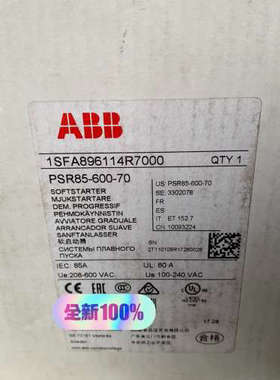 ABB
1SFA896114R7000 QTY 1
PSR85-600-70
SOFTSTARTER
MJUKSTARTARE
DEM. PROGRESSIF
PEHMOKÄYNNISTIN
AVVIATORE GRADUALE
ARRANCADOR SUAVE
SANFTANLASSER
软启动器
СИСТЕМЫ ПЛАВНОГО
ПУСКА
US: PSR85-600-70
SE: 3302078
FR
ES
IT ET 152 7
CN 10093224
S/N
IEC: 85A UL: 80 A
Ue:208-600 VAC Us:100-240 VAC
全新100%
合格